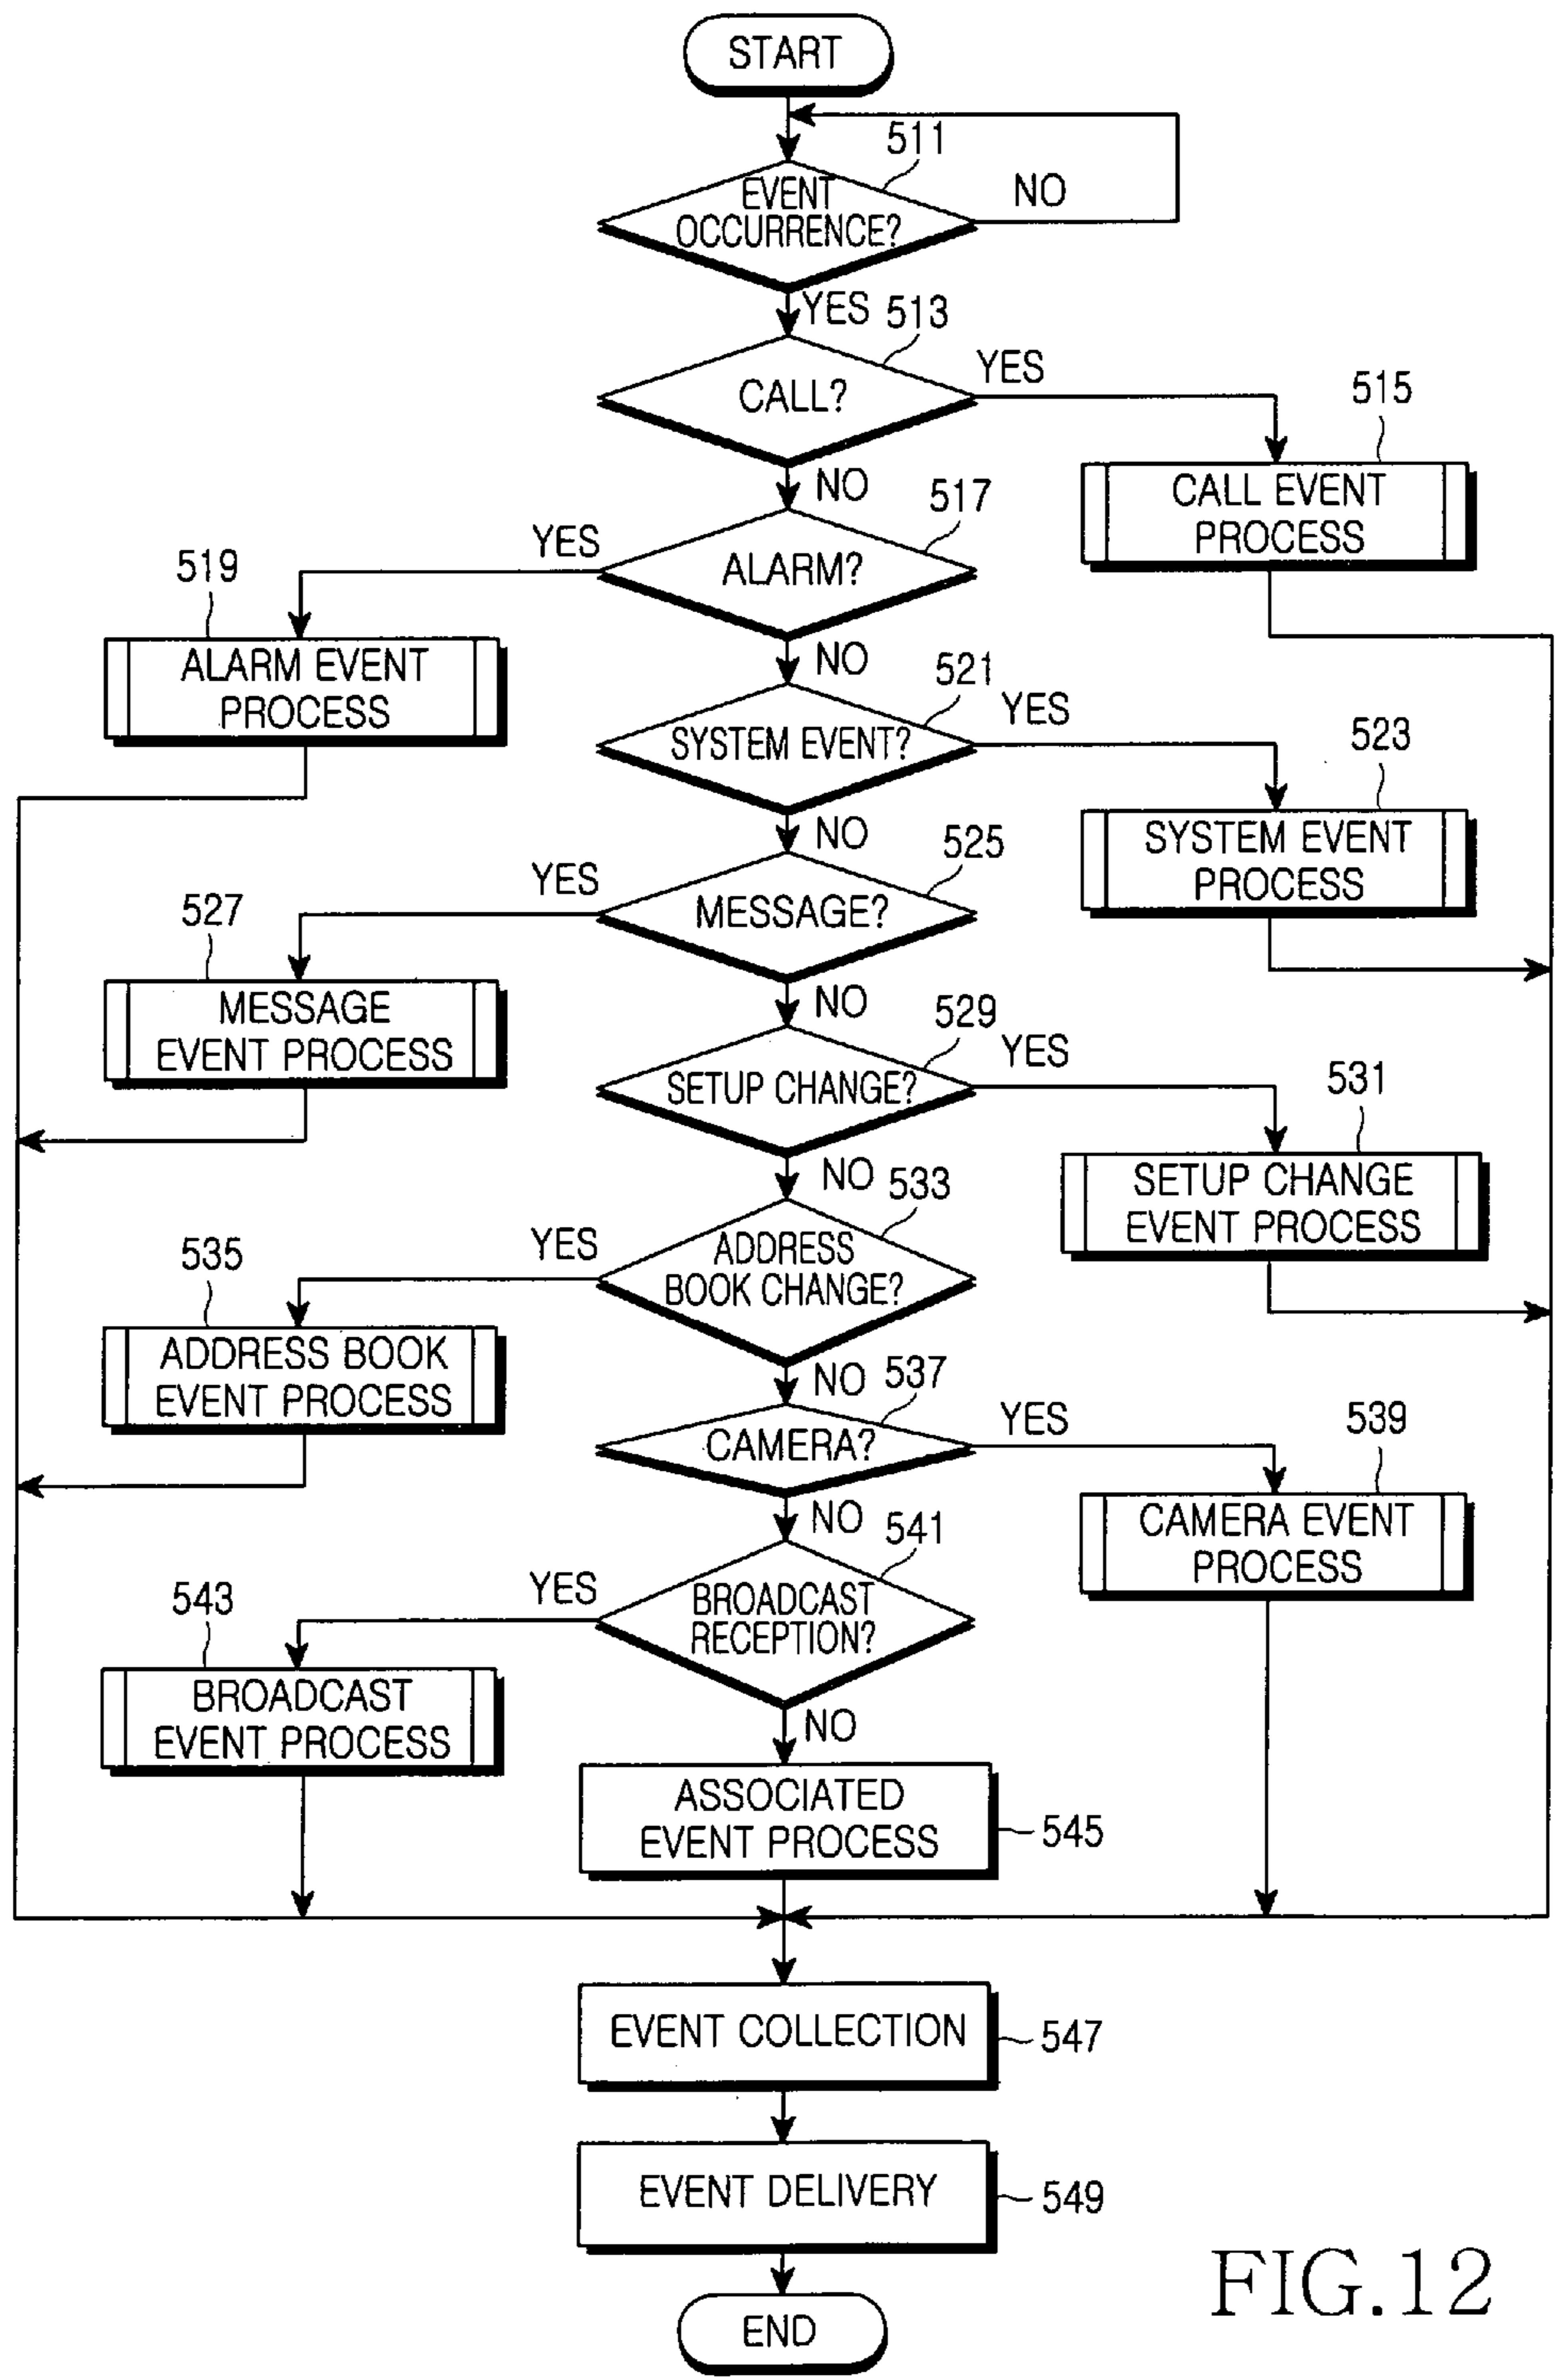 START
511
EVENT
OCCURRENCE?
NO
YES
513
CALL?
YES
515
CALL EVENT
PROCESS
NO
517
ALARM?
YES
519
ALARM EVENT
PROCESS
NO
521
SYSTEM EVENT?
YES
523
SYSTEM EVENT
PROCESS
NO
525
MESSAGE?
YES
527
MESSAGE
EVENT PROCESS
NO
529
SETUP CHANGE?
YES
531
SETUP CHANGE
EVENT PROCESS
NO
533
ADDRESS
BOOK CHANGE?
YES
535
ADDRESS BOOK
EVENT PROCESS
NO
537
CAMERA?
YES
539
CAMERA EVENT
PROCESS
NO
541
BROADCAST
RECEPTION?
YES
543
BROADCAST
EVENT PROCESS
NO
ASSOCIATED
EVENT PROCESS
545
EVENT COLLECTION
547
EVENT DELIVERY
549
END
FIG.12